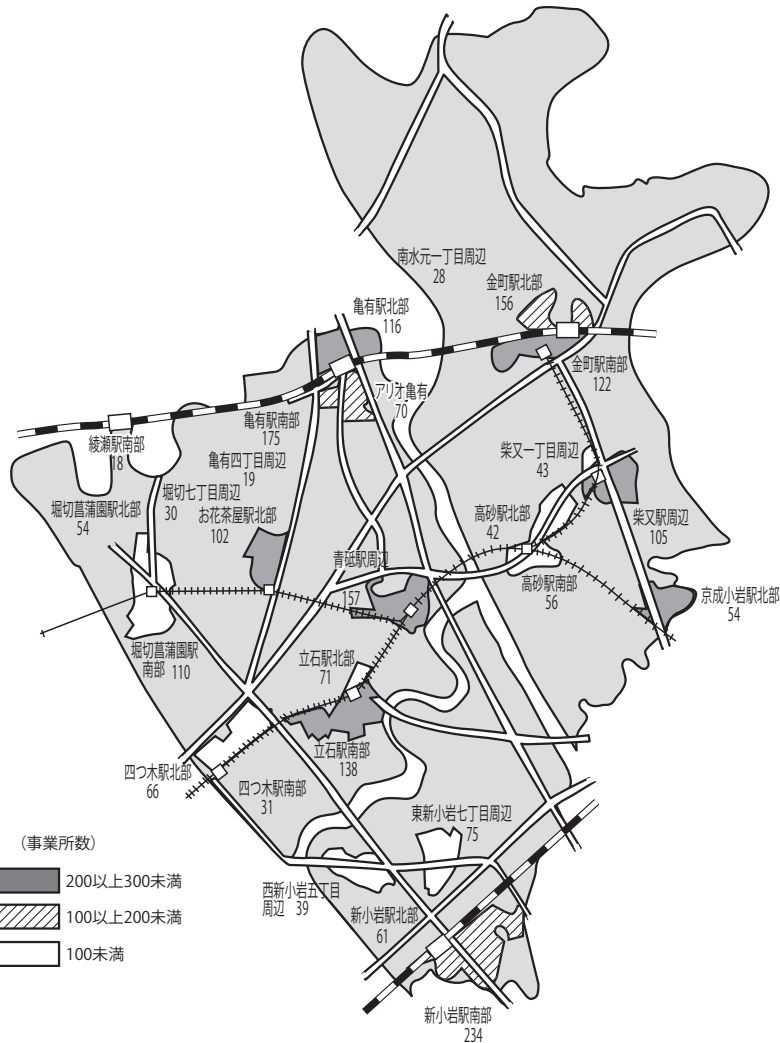 南水元一丁目周辺
28
金町駅北部
156
亀有駅北部
116
金町駅南部
122
アリオ亀有
70
亀有駅南部
175
綾瀬駅南部
18
亀有四丁目周辺
19
柴又一丁目周辺
43
堀切七丁目周辺
30
堀切菖蒲園駅北部
54
お花茶屋駅北部
102
高砂駅北部
42
柴又駅周辺
105
青砥駅周辺
157
高砂駅南部
56
京成小岩駅北部
54
堀切菖蒲園駅
南部 110
立石駅北部
71
立石駅南部
138
四つ木駅北部
66
四つ木駅南部
31
東新小岩七丁目周辺
75
(事業所数)
200以上300未満
100以上200未満
100未満
西新小岩五丁目
周辺 39
新小岩駅北部
61
新小岩駅南部
234